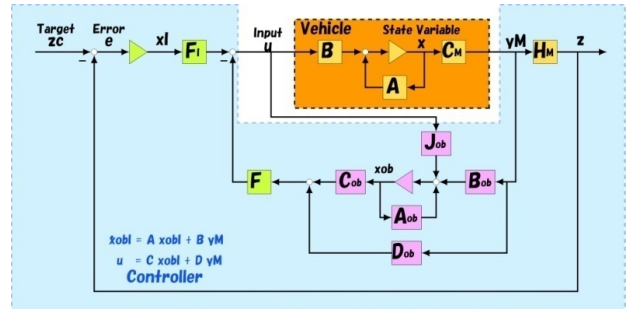 Target
zc
Error
e
xI
FI
Input
u
Vehicle
State Variable
B
x
CM
A
yM
HM
z
Job
xob
F
Cob
Bob
Aob
Dob
ẋobI = A xobI + B yM
u = C xobI + D yM
Controller